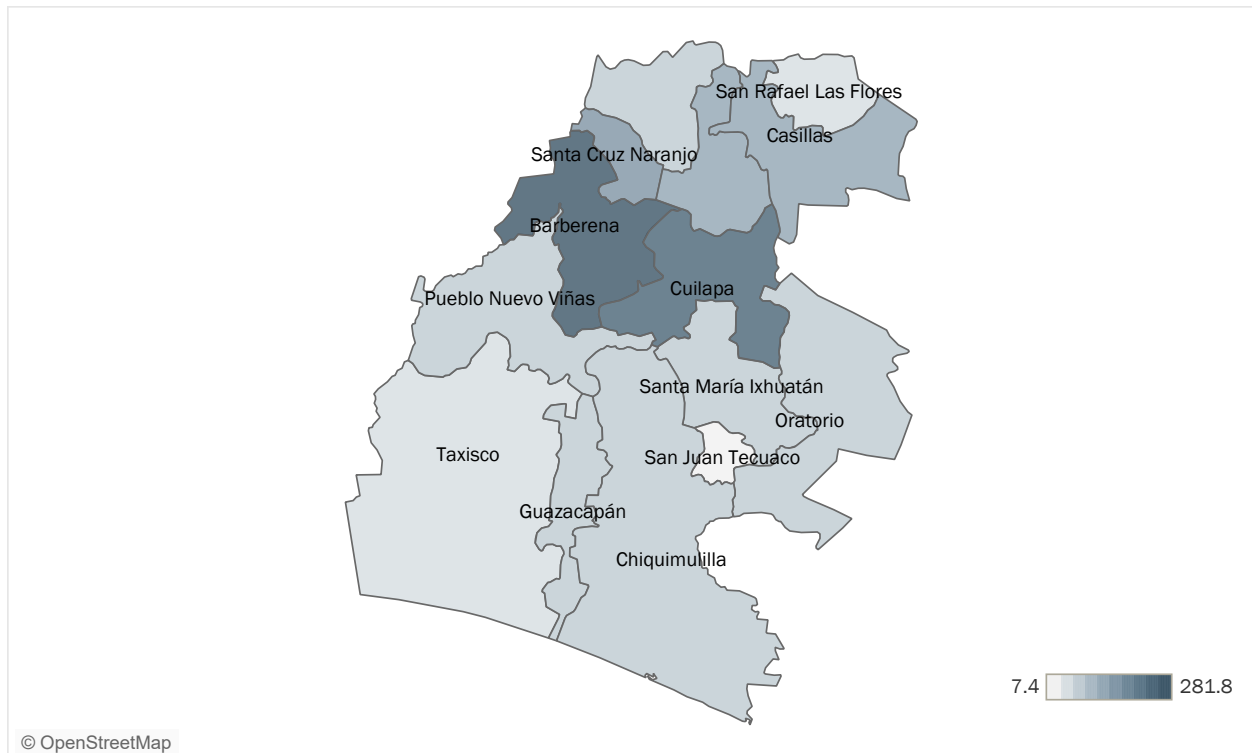 San Rafael Las Flores
Casillas
Santa Cruz Naranjo
Barberena
Cuilapa
Pueblo Nuevo Viñas
Santa María Ixhuatán
Oratorio
Taxisco
San Juan Tecuaco
Guazacapán
Chiquimulilla
7.4
281.8
© OpenStreetMap